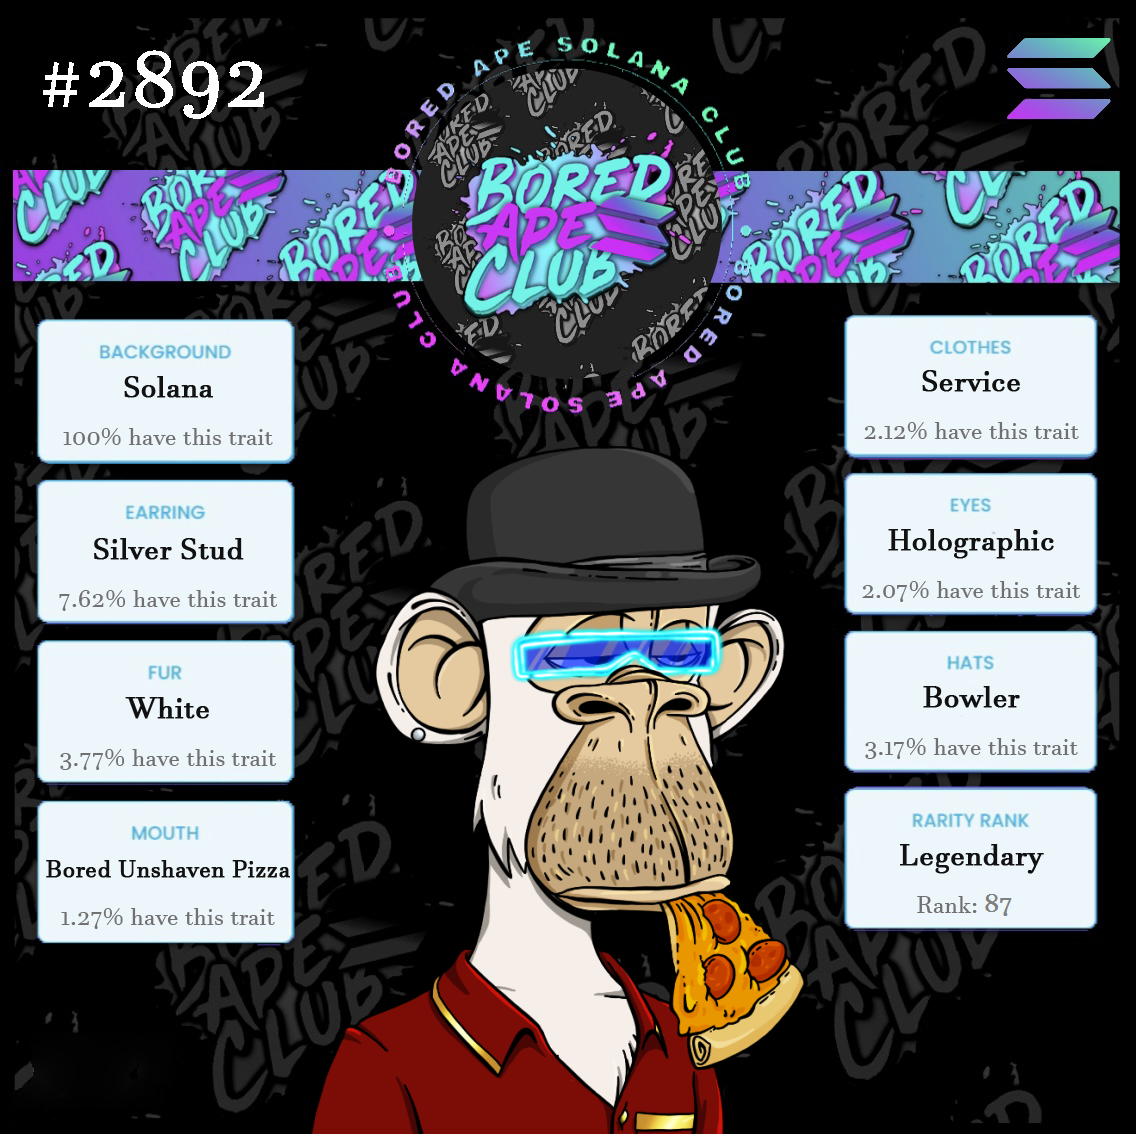 #2892
BORED APE SOLANA CLUB
BORED APE SOLANA CLUB
BORED
APE
CLUB
BACKGROUND
Solana
100% have this trait
EARRING
Silver Stud
7.62% have this trait
FUR
White
3.77% have this trait
MOUTH
Bored Unshaven Pizza
1.27% have this trait
CLOTHES
Service
2.12% have this trait
EYES
Holographic
2.07% have this trait
HATS
Bowler
3.17% have this trait
RARITY RANK
Legendary
Rank: 87